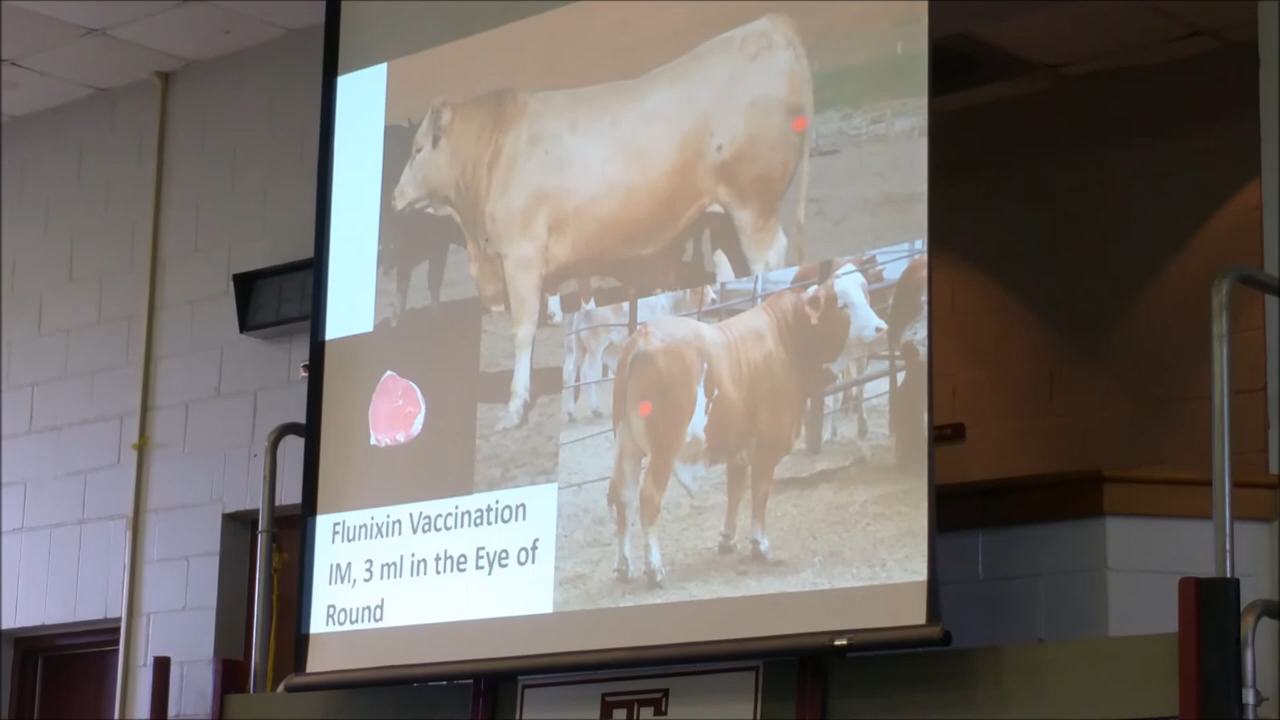 Flunixin Vaccination
IM, 3 ml in the Eye of
Round